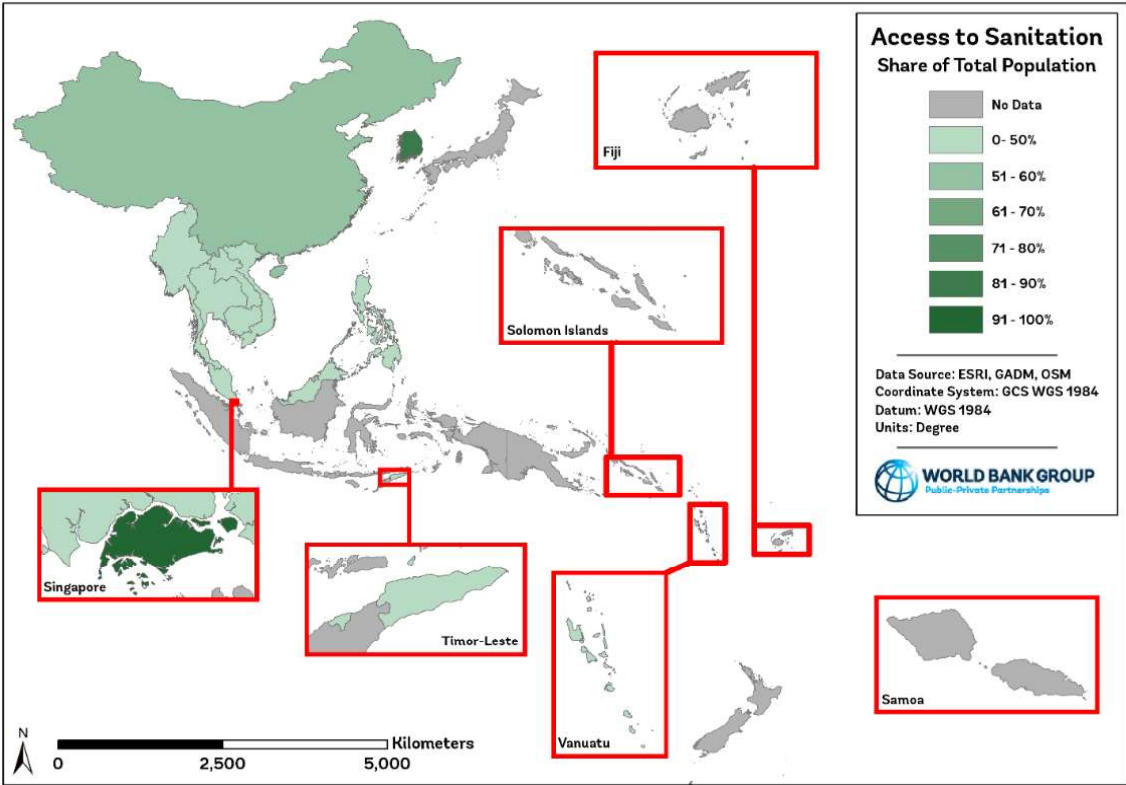 Access to Sanitation
Share of Total Population
No Data
0- 50%
51 - 60%
61 - 70%
71 - 80%
81 - 90%
91 - 100%
Data Source: ESRI, GADM, OSM
Coordinate System: GCS WGS 1984
Datum: WGS 1984
Units: Degree
WORLD BANK GROUP
Public-Private Partnerships
Fiji
Solomon Islands
Singapore
Timor-Leste
Vanuatu
Samoa
N
Kilometers
0 2,500 5,000